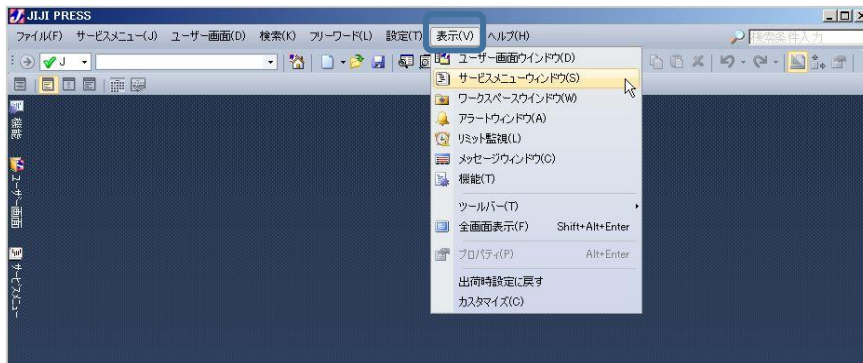 JIJI PRESS
ファイル(F) サービスメニュー(J) ユーザー画面(D) 検索(K) フリーワード(L) 設定(T) 表示(V) ヘルプ(H) 検索条件入力
J
ユーザー画面ウインドウ(D)
サービスメニューウィンドウ(S)
ワークスペースウインドウ(W)
アラートウィンドウ(A)
リミット監視(L)
メッセージウィンドウ(C)
機能(T)
ツールバー(T)
全画面表示(F) Shift+Alt+Enter
プロパティ(P) Alt+Enter
出荷時設定に戻す
カスタマイズ(C)
機能
ユーザー画面
サービスメニュー